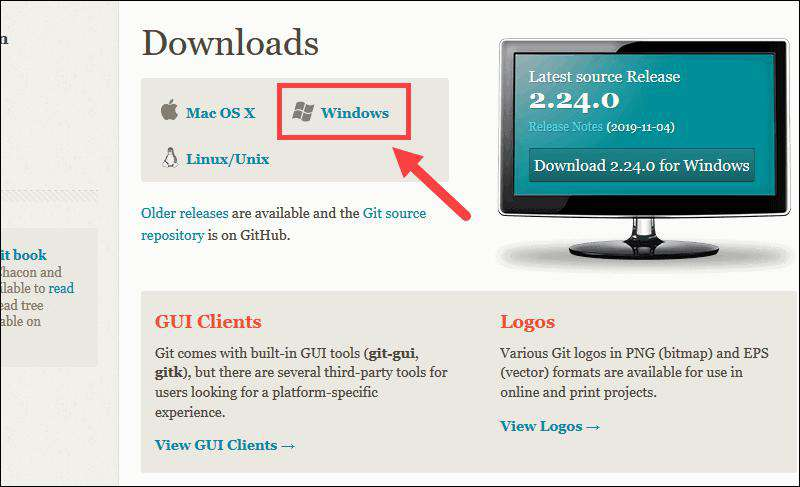 Downloads
Mac OS X
Windows
Linux/Unix
Older releases are available and the Git source
repository is on GitHub.
Latest source Release
2.24.0
Release Notes (2019-11-04)
Download 2.24.0 for Windows
it book
Chacon and
ilable to read
ead tree
able on
GUI Clients
Git comes with built-in GUI tools (git-gui,
gitk), but there are several third-party tools for
users looking for a platform-specific
experience.
View GUI Clients →
Logos
Various Git logos in PNG (bitmap) and EPS
(vector) formats are available for use in
online and print projects.
View Logos →